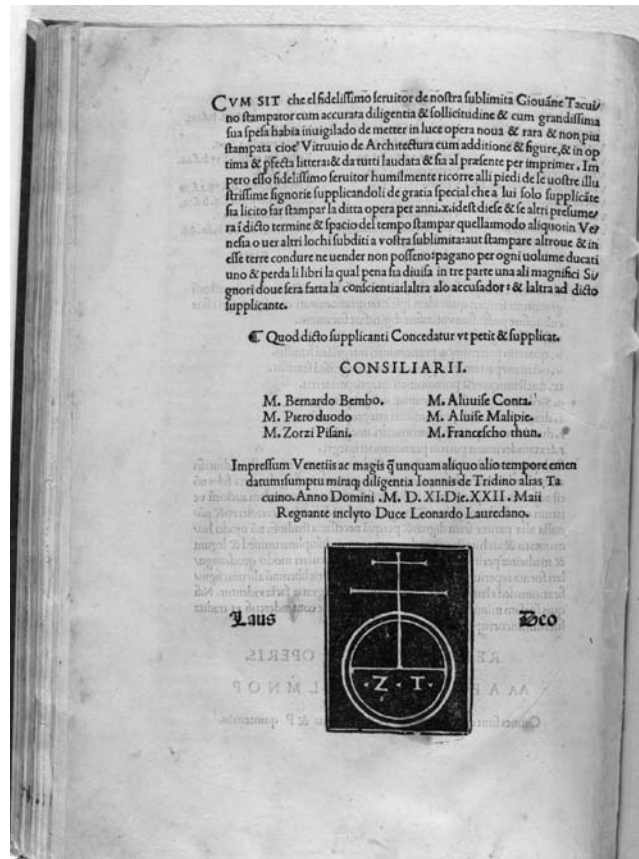 CVM SIT che el fidelissimo seruitor de nostra sublimita Giouāne Tacui/
no stampator cum accurata diligentia & sollicitudine & cum grandissima
sua spesa habia inuigilado de metter in luce opera noua & rara & non piu
stampata cioe' Vitruuio de Architectura cum additione & figure, & in op
tima & pfecta littera: & da tutti laudata & sia al præsente per imprimer. Im
pero esso fidelissimo seruitor humilmente ricorre alli piedi de le uostre illu
strissime signorie supplicandoli de gratia special che a lui solo supplicāte
sia licito far stampar la ditta opera per anni .x. idest diese & se altri presume/
ra ī dicto termine & spacio del tempo stampar quella: modo aliquo: in Ve
nesia o uer altri lochi subditi a vostra sublimita: aut stampare altroue & in
esse terre condure ne uender non posseno: pagano per ogni uolume ducati
uno & perda li libri la qual pena sia diuisa in tre parte una ali magnifici Si/
gnori doue sera fatta la conscientia: laltra alo accusador: & laltra ad dicto
supplicante.
Quod dicto supplicanti Concedatur vt petit & supplicat.
CONSILIARII.
M. Bernardo Bembo. M. Aluuise Conta.
M. Piero duodo M. Aluise Malipie.
M. Zorzi Pisani. M. Francescho thun.
Impressum Venetiis ac magis q̄ unquam aliquo alio tempore emen
datum: sumptu miraq; diligentia Ioannis de Tridino alias Ta
cuino. Anno Domini .M. D. XI. Die. XXII. Maii
Regnante inclyto Duce Leonardo Lauredano.
Laus Deo
Z · T